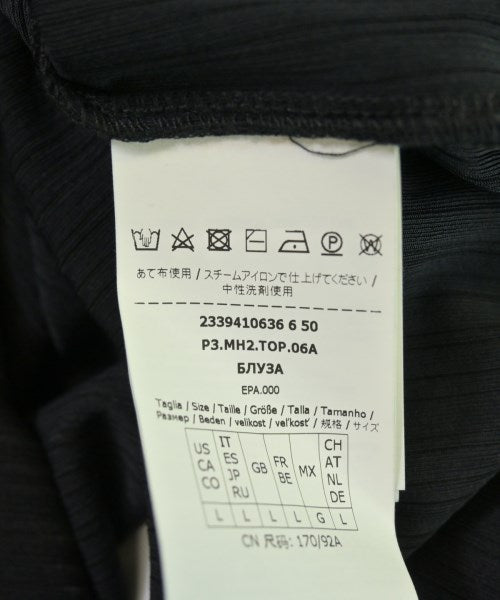 あて布使用 / スチームアイロンで仕上げてください /
中性洗剤使用
2339410636 6 50
P3.MH2.TOP.06A
БЛУЗА
EPA.000
Taglia / Size / Taille / Größe / Talla / Tamanho /
Размер / Beden / velikost / veľkosť / 规格 / サイズ
US CA CO | IT ES JP RU | GB | FR BE | MX | CH AT NL DE
L | L | L | L | G | L
CN 尺码: 170/92A